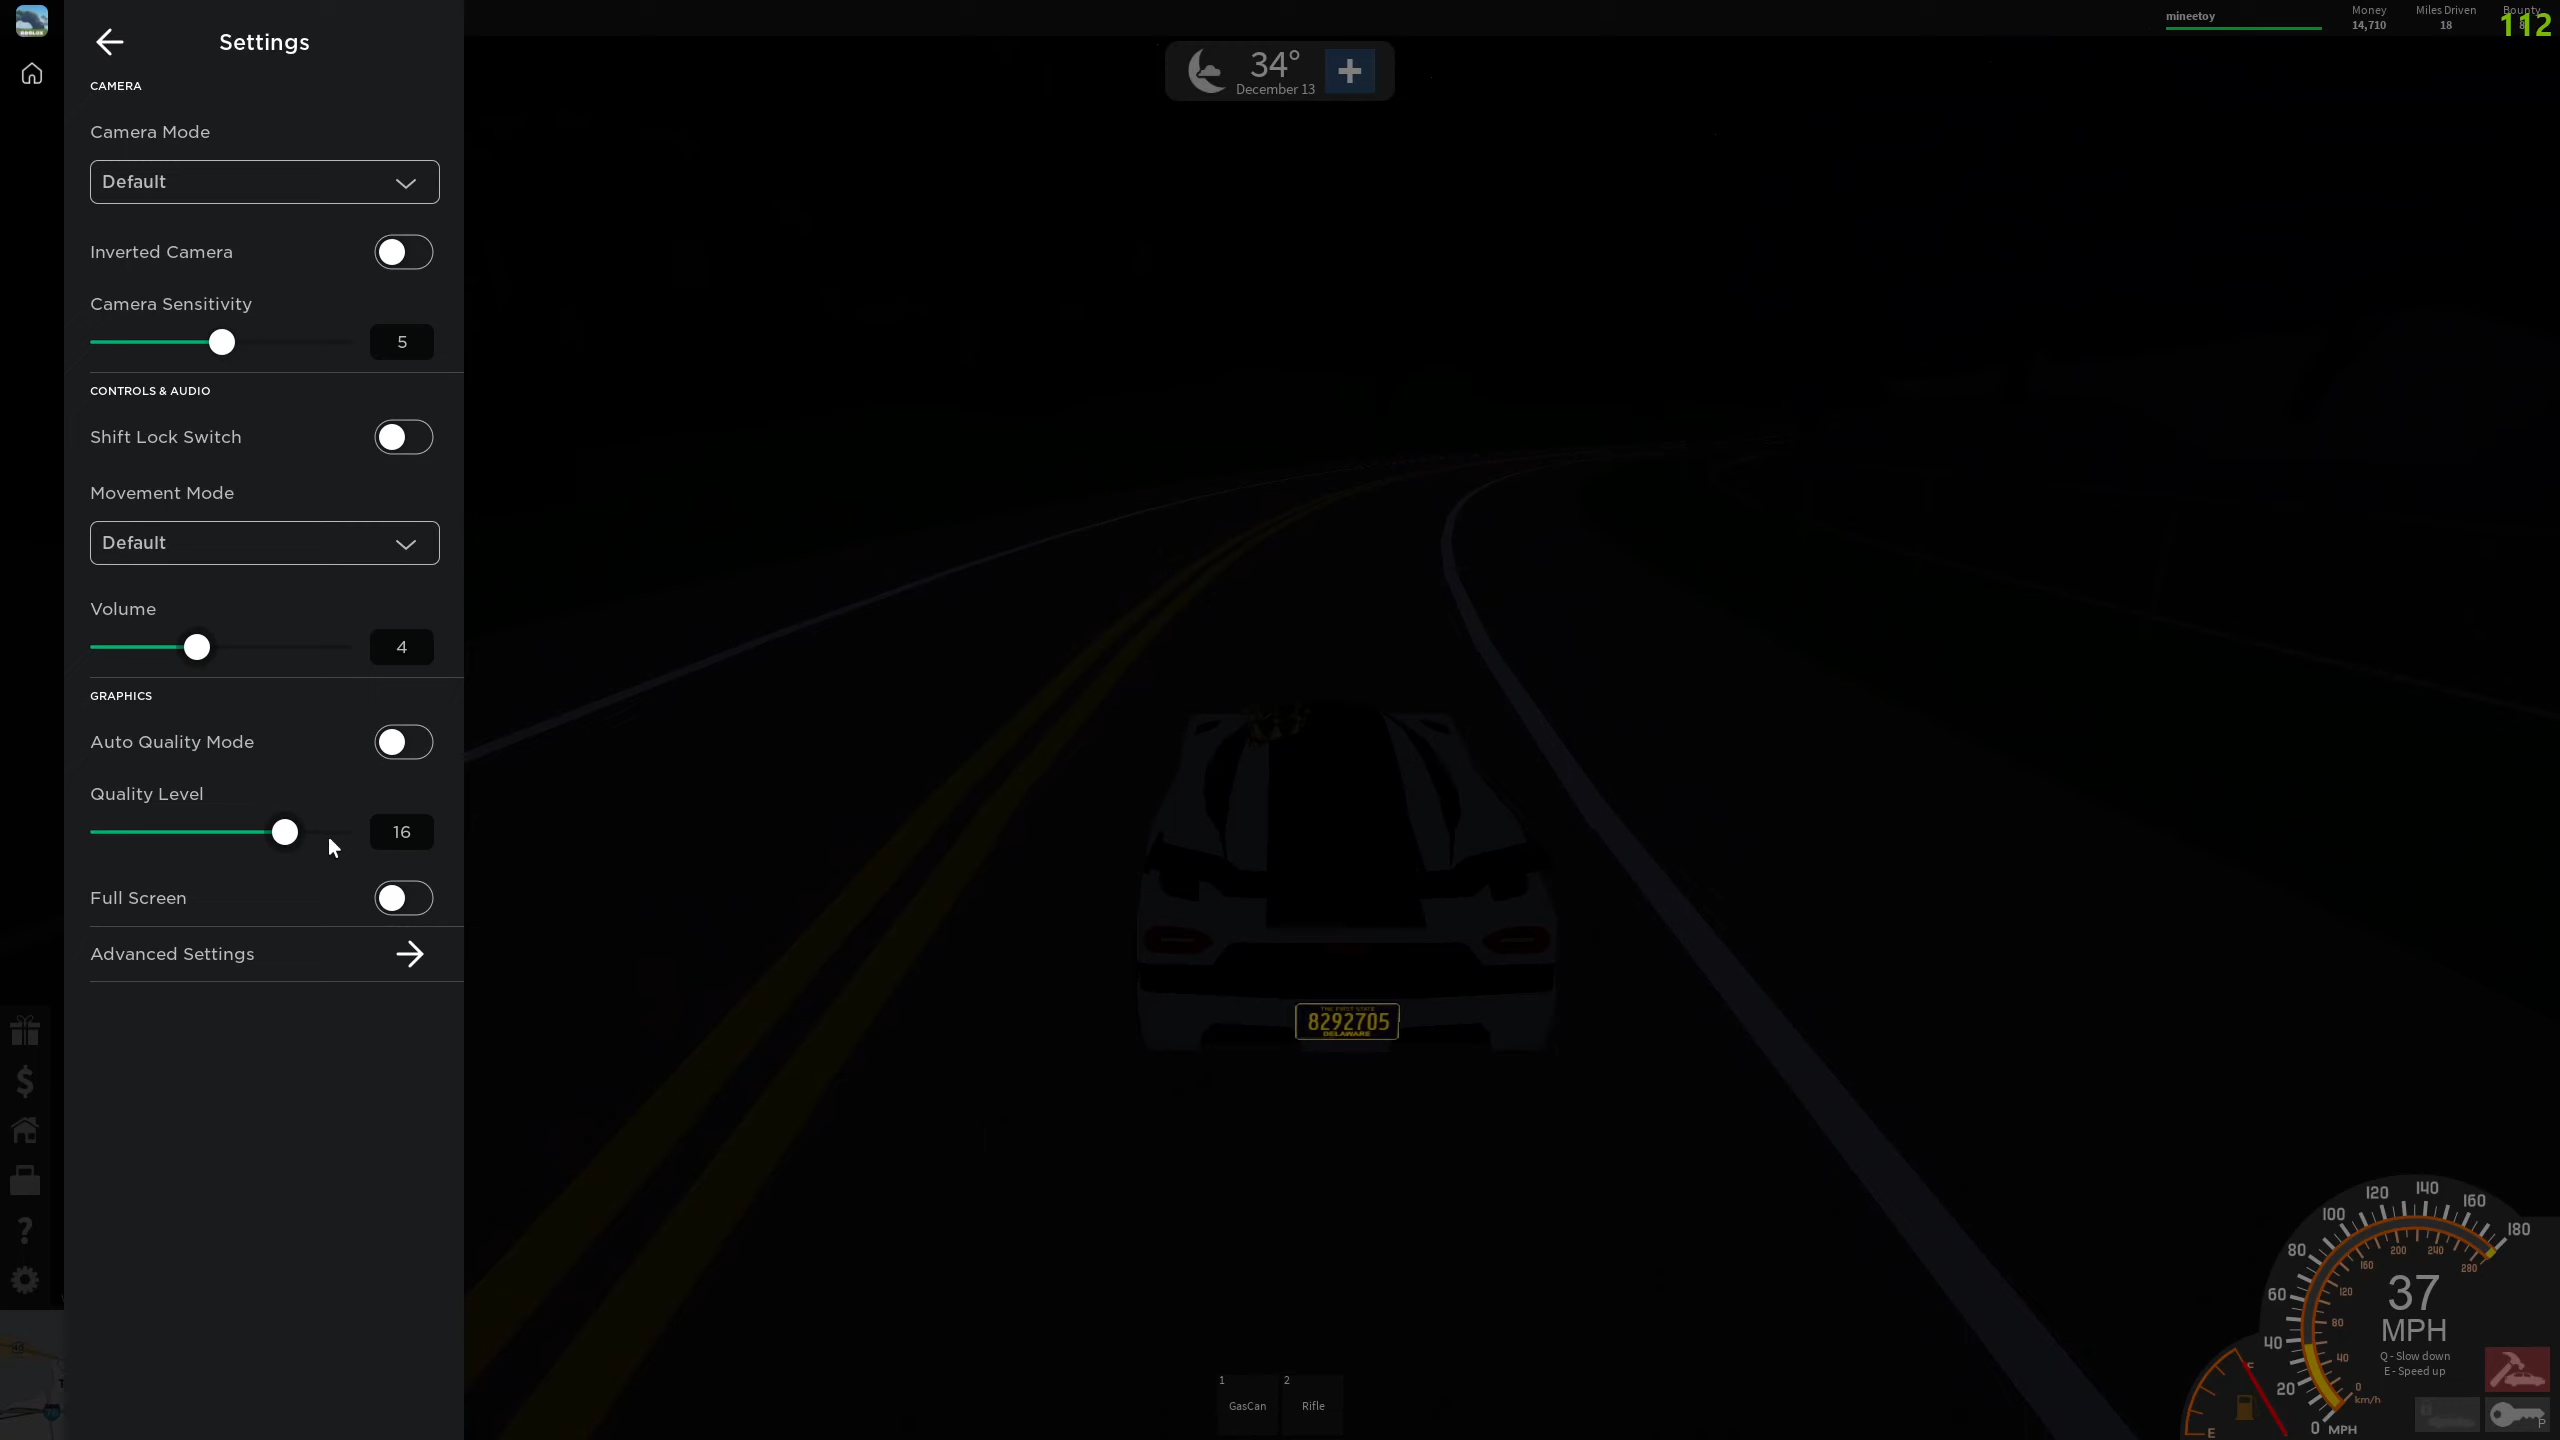 Settings
CAMERA
Camera Mode
Default
Inverted Camera
Camera Sensitivity
5
CONTROLS & AUDIO
Shift Lock Switch
Movement Mode
Default
Volume
4
GRAPHICS
Auto Quality Mode
Quality Level
16
Full Screen
Advanced Settings
34°
December 13
mineetoy
Money
14,710
Miles Driven
18
Bounty
112
THE FIRST STATE
8292705
DELAWARE
1
GasCan
2
Rifle
0 20 40 60 80 100 120 140 160 180
MPH
0 40 80 120 160 200 240 280
km/h
37
MPH
Q - Slow down
E - Speed up
F
E
P